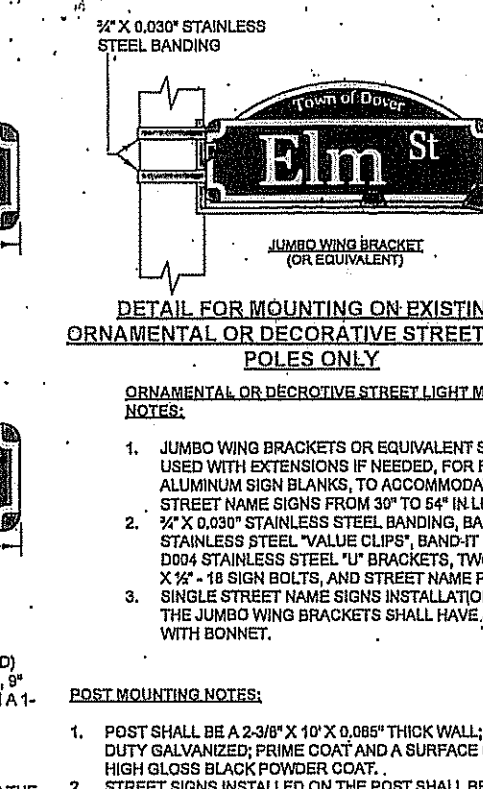 ¾" X 0.030" STAINLESS
STEEL BANDING
Town of Dover
Elm St
JUMBO WING BRACKET
(OR EQUIVALENT)
DETAIL FOR MOUNTING ON EXISTIN
ORNAMENTAL OR DECORATIVE STREET
POLES ONLY
ORNAMENTAL OR DECROTIVE STREET LIGHT M
NOTES:
1. JUMBO WING BRACKETS OR EQUIVALENT S
USED WITH EXTENSIONS IF NEEDED, FOR
ALUMINUM SIGN BLANKS, TO ACCOMMODA
STREET NAME SIGNS FROM 30" TO 54" IN L
2. ¾" X 0.030" STAINLESS STEEL BANDING, BA
STAINLESS STEEL "VALUE CLIPS", BAND-IT
D004 STAINLESS STEEL "U" BRACKETS, TW
X - 18 SIGN BOLTS, AND STREET NAME P
3. SINGLE STREET NAME SIGNS INSTALLATIO
THE JUMBO WING BRACKETS SHALL HAVE
WITH BONNET.
D)
, 9"
A 1-
POST MOUNTING NOTES:
1. POST SHALL BE A 2-3/8" X 10' X 0.065" THICK WALL;
DUTY GALVANIZED; PRIME COAT AND A SURFACE
HIGH GLOSS BLACK POWDER COAT.
THE
2. STREET SIGNS INSTALLED ON THE POST SHALL BE